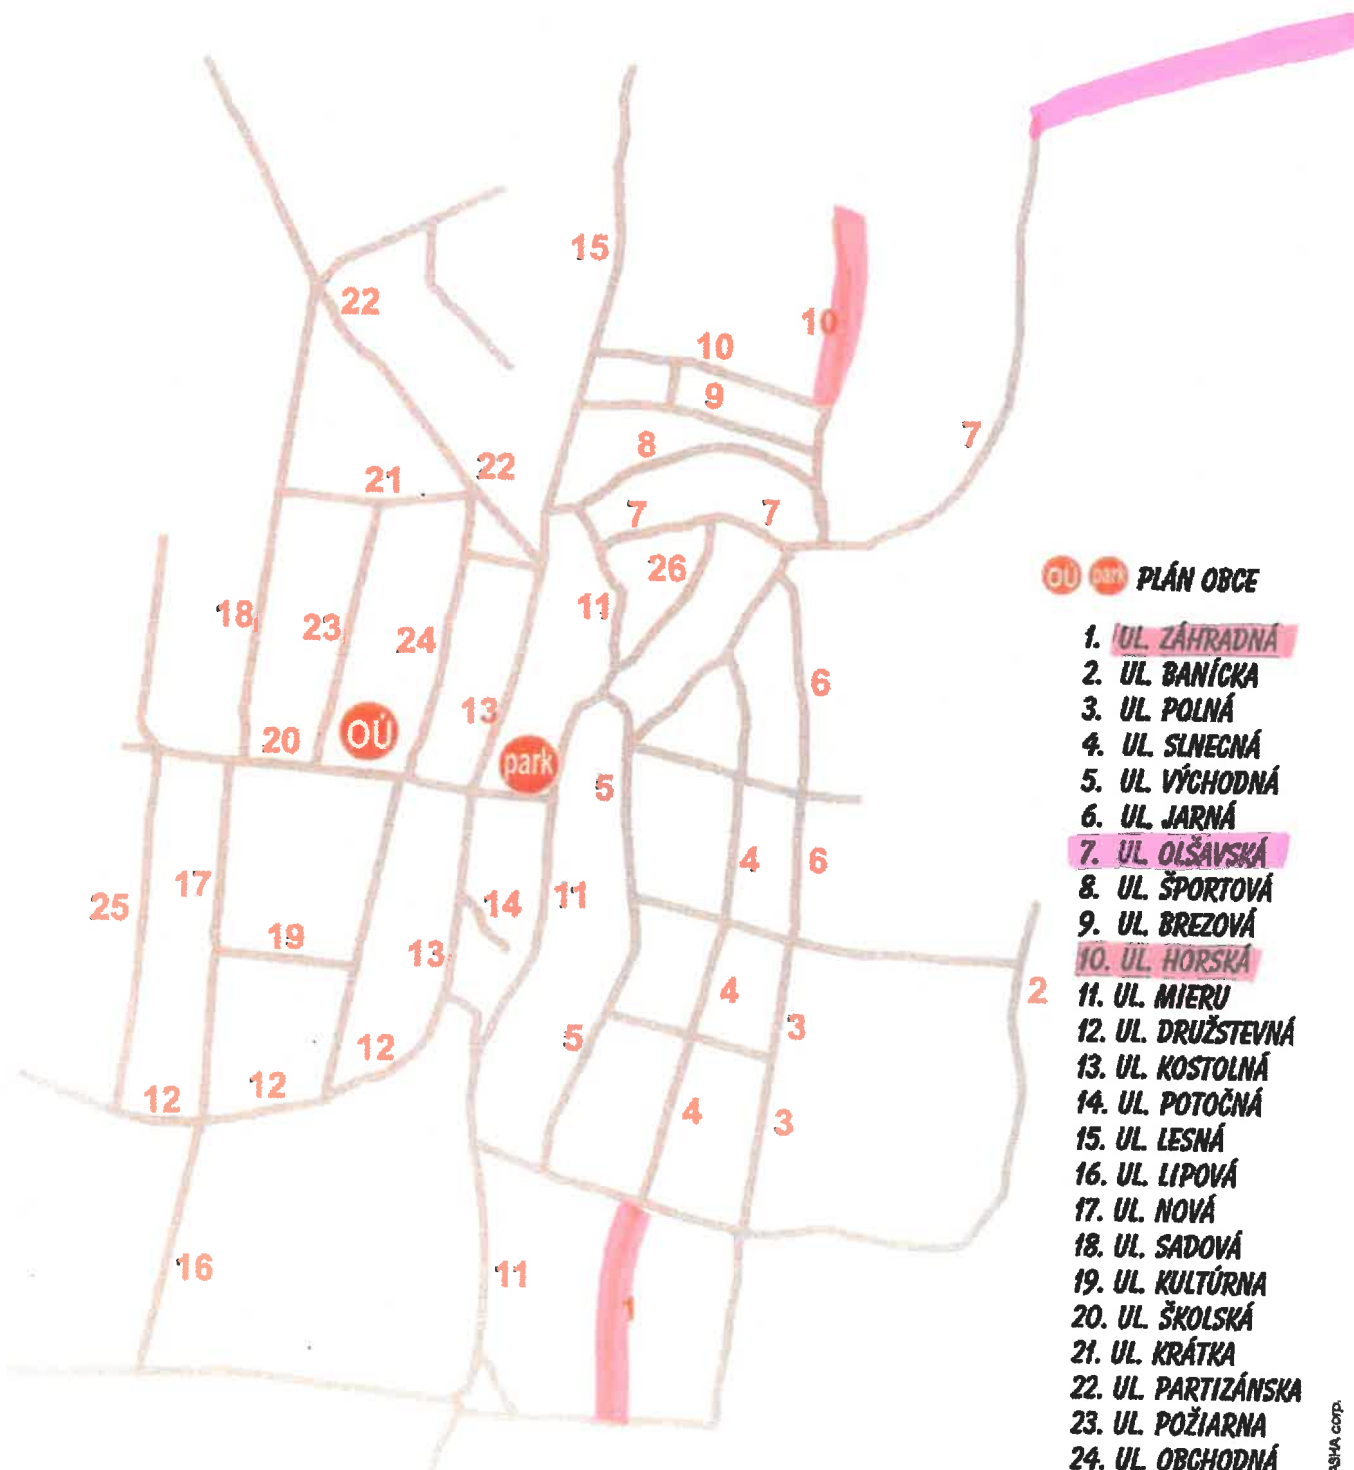 15
22
10
10
9
7
8
22
21
7
7
26
18
23
24
11
6
13
OÚ
20
park
5
4
6
17
14
11
25
19
13
4
2
3
5
12
12
12
4
3
16
11
1
OÚ park PLÁN OBCE
1. UL. ZÁHRADNÁ
2. UL. BANÍCKA
3. UL. POLNÁ
4. UL. SLNECNÁ
5. UL. VÝCHODNÁ
6. UL. JARNÁ
7. UL. OLŠAVSKÁ
8. UL. ŠPORTOVÁ
9. UL. BREZOVÁ
10. UL. HORSKÁ
11. UL. MIERU
12. UL. DRUŽSTEVNÁ
13. UL. KOSTOLNÁ
14. UL. POTOČNÁ
15. UL. LESNÁ
16. UL. LIPOVÁ
17. UL. NOVÁ
18. UL. SADOVÁ
19. UL. KULTÚRNA
20. UL. ŠKOLSKÁ
21. UL. KRÁTKA
22. UL. PARTIZÁNSKA
23. UL. POŽIARNA
24. UL. OBCHODNÁ
corp.